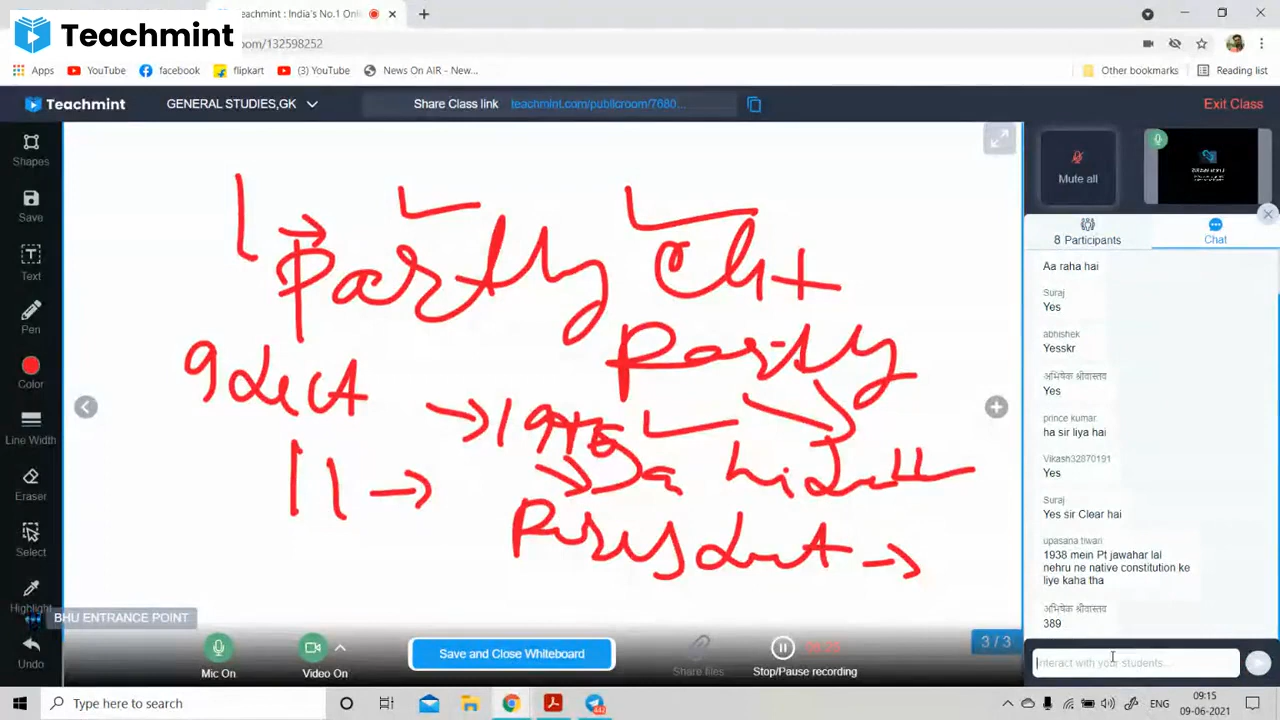 Teachmint
eachmint : India's No.1 Onli
om/132598252
Apps YouTube facebook flipkart (3) YouTube News On AIR - New... Other bookmarks Reading list
Teachmint GENERAL STUDIES,GK Share Class link teachmint.com/publicroom/7680... Exit Class
Shapes
Save
Text
Pen
Color
Line Width
Eraser
Select
Highlight
Undo
Partly
Partly
11
BHU ENTRANCE POINT
Mic On
Video On
Save and Close Whiteboard
Share files
Stop/Pause recording
3 / 3
Mute all
8 Participants Chat
Aa raha hai
Suraj
Yes
abhishek
Yesskr
अभिषेक श्रीवास्तव
Yes
prince kumar
ha sir liya hai
Vikash32870191
Yes
Suraj
Yes sir Clear hai
upasana tiwari
1938 mein Pt jawahar lal
nehru ne native constitution ke
liye kaha tha
अभिषेक श्रीवास्तव
389
Interact with your students...
Type here to search
442
ENG
09:15
09-06-2021